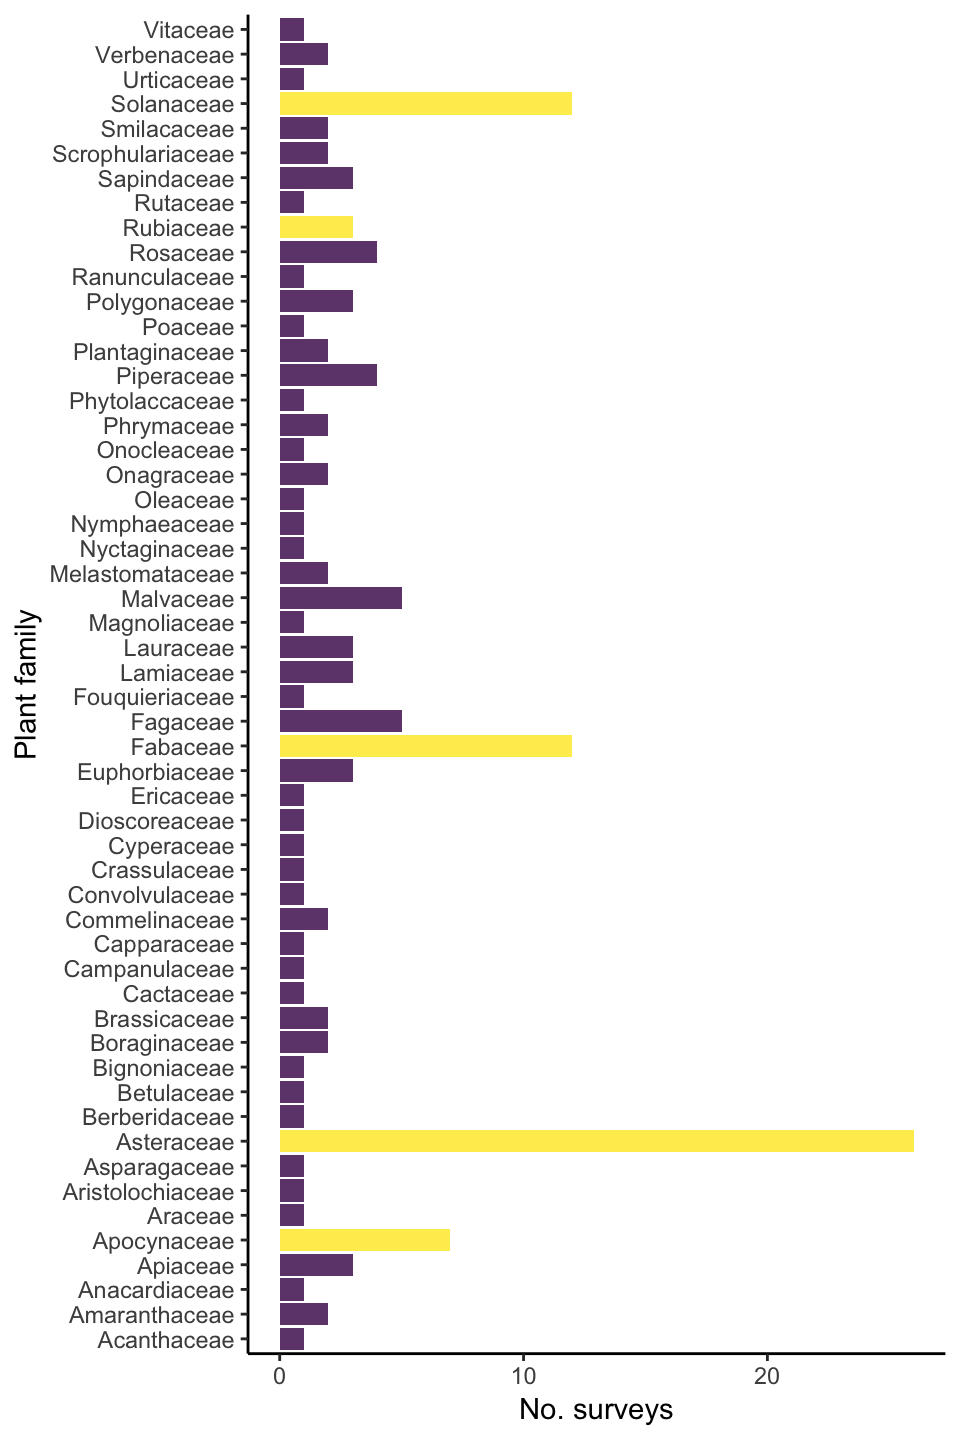 Vitaceae
Verbenaceae
Urticaceae
Solanaceae
Smilacaceae
Scrophulariaceae
Sapindaceae
Rutaceae
Rubiaceae
Rosaceae
Ranunculaceae
Polygonaceae
Poaceae
Plantaginaceae
Piperaceae
Phytolaccaceae
Phrymaceae
Onocleaceae
Onagraceae
Oleaceae
Nymphaeaceae
Nyctaginaceae
Melastomataceae
Malvaceae
Magnoliaceae
Lauraceae
Lamiaceae
Fouquieriaceae
Fagaceae
Fabaceae
Euphorbiaceae
Ericaceae
Dioscoreaceae
Cyperaceae
Crassulaceae
Convolvulaceae
Commelinaceae
Capparaceae
Campanulaceae
Cactaceae
Brassicaceae
Boraginaceae
Bignoniaceae
Betulaceae
Berberidaceae
Asteraceae
Asparagaceae
Aristolochiaceae
Araceae
Apocynaceae
Apiaceae
Anacardiaceae
Amaranthaceae
Acanthaceae
Plant family
0 10 20
No. surveys